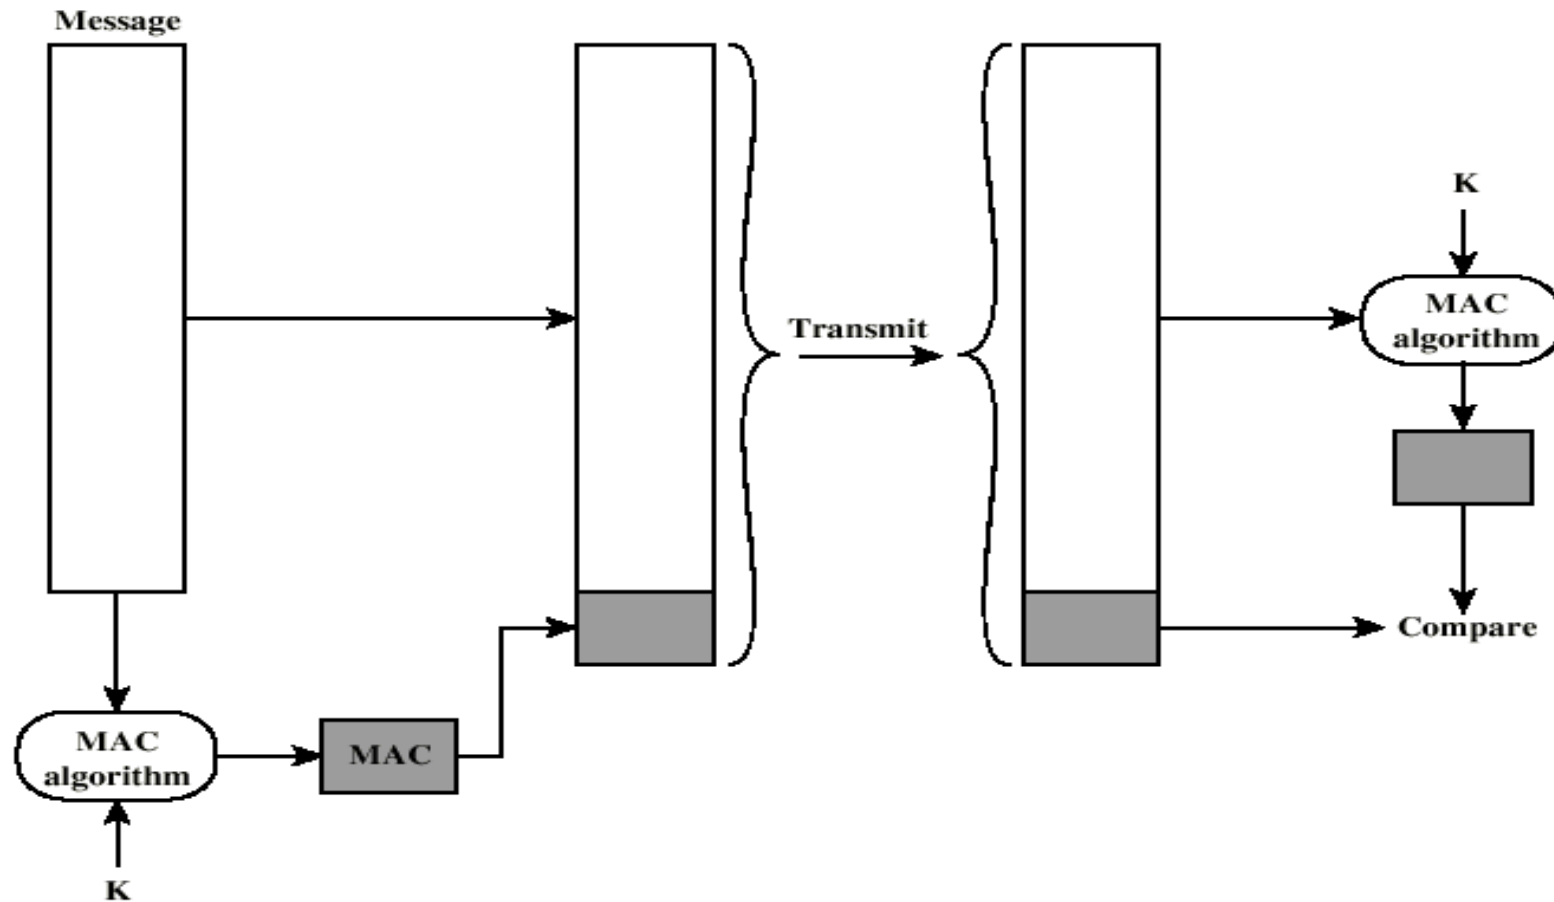 Message
K
MAC
algorithm
Transmit
Compare
MAC
algorithm
MAC
K